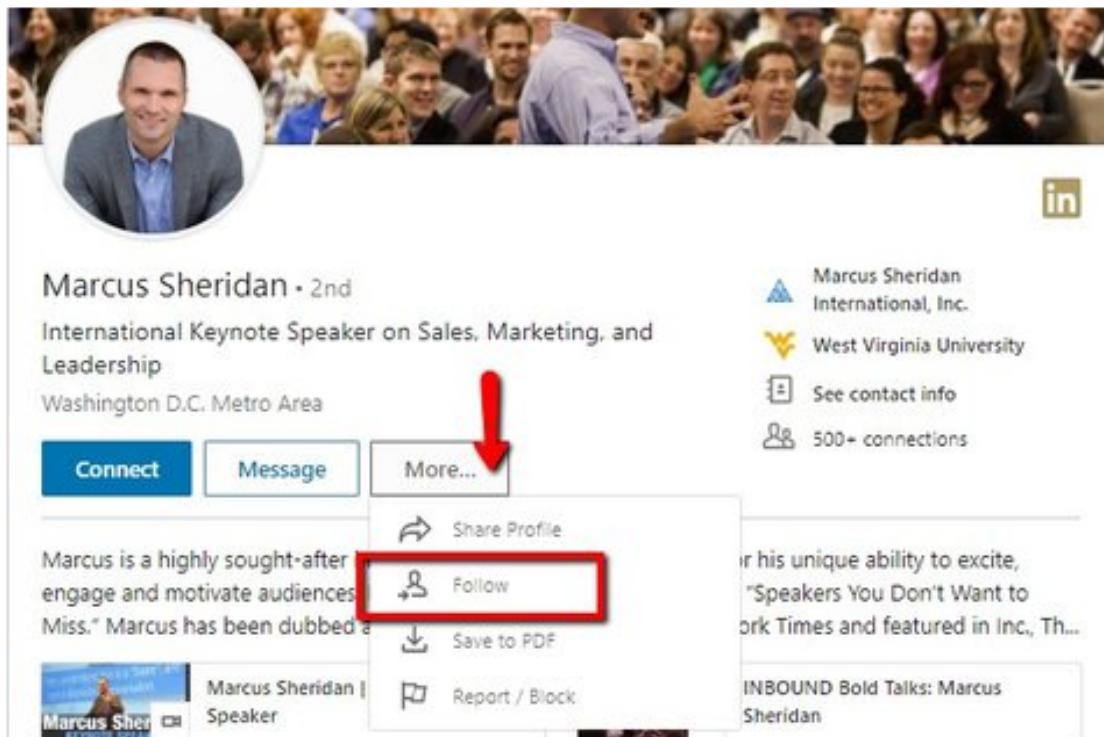 in
Marcus Sheridan • 2nd
International Keynote Speaker on Sales, Marketing, and
Leadership
Washington D.C. Metro Area
Marcus Sheridan
International, Inc.
West Virginia University
See contact info
500+ connections
Connect
Message
More...
Share Profile
Follow
Save to PDF
Report / Block
Marcus is a highly sought-after
r his unique ability to excite,
engage and motivate audiences
"Speakers You Don't Want to
Miss." Marcus has been dubbed a
ork Times and featured in Inc., Th...
Marcus Sher
KEYNOTE SPEAK
Marcus Sheridan |
Speaker
INBOUND Bold Talks: Marcus
Sheridan